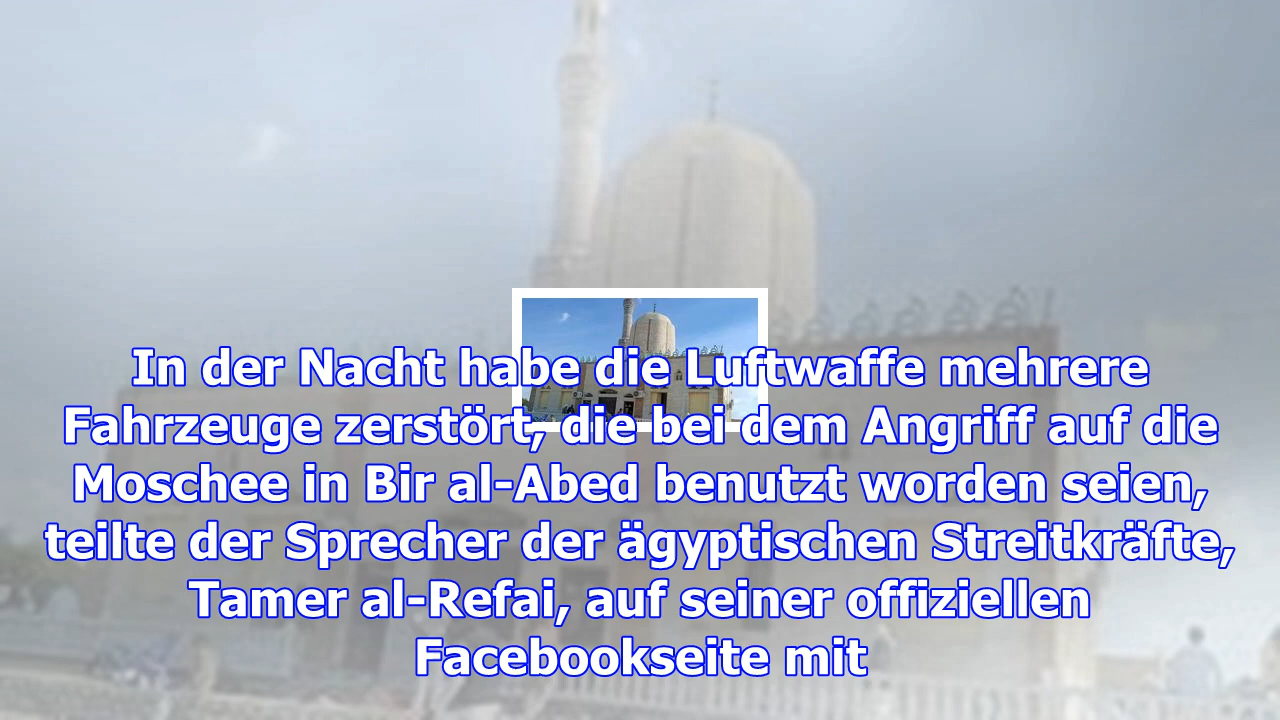 In der Nacht habe die Luftwaffe mehrere
Fahrzeuge zerstört, die bei dem Angriff auf die
Moschee in Bir al-Abed benutzt worden seien,
teilte der Sprecher der ägyptischen Streitkräfte,
Tamer al-Refai, auf seiner offiziellen
Facebookseite mit